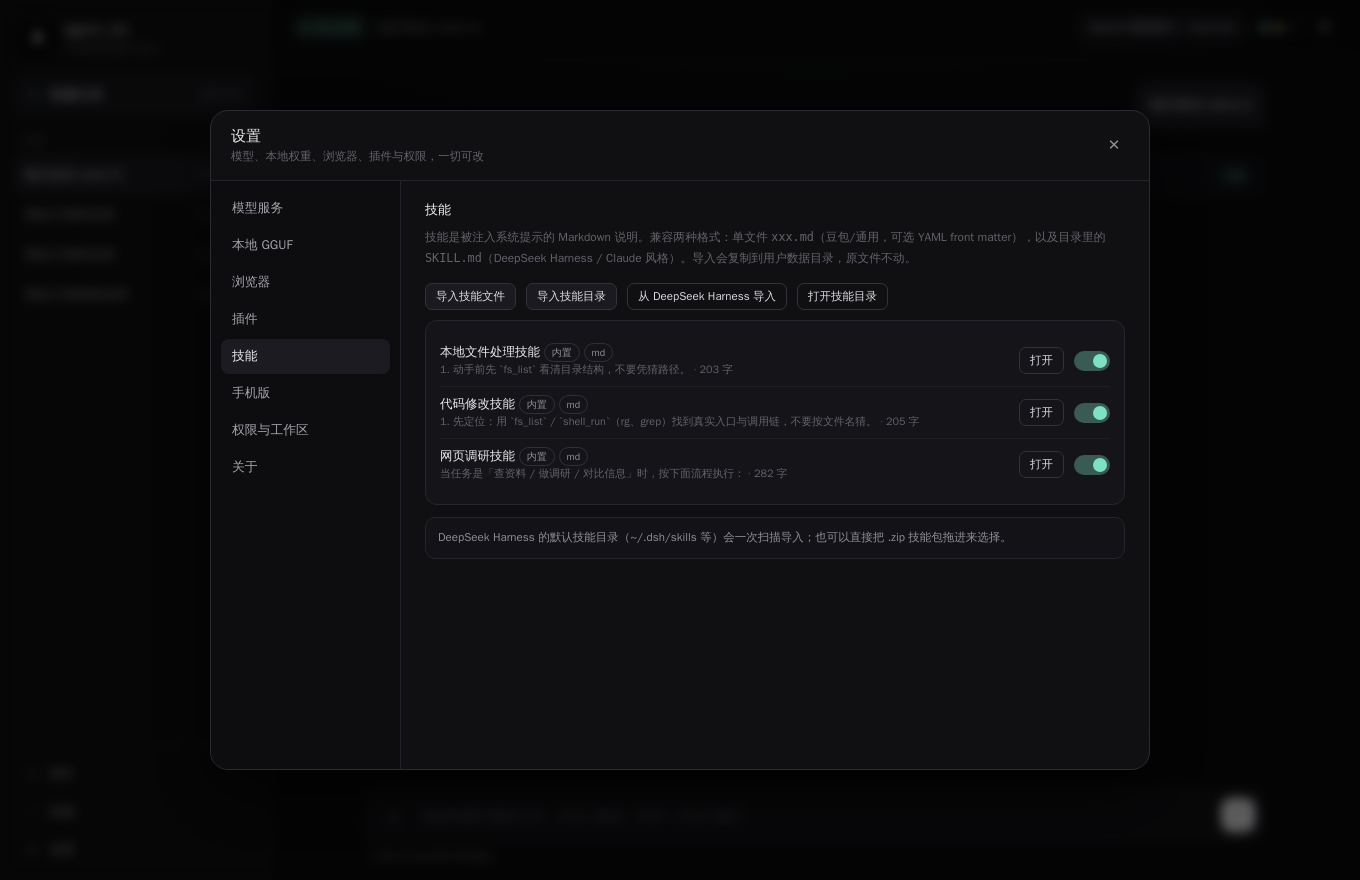 设置
模型、本地权重、浏览器、插件与权限，一切可改
×
模型服务
本地 GGUF
浏览器
插件
技能
手机版
权限与工作区
关于
技能
技能是被注入系统提示的 Markdown 说明。兼容两种格式：单文件 xxx.md（豆包/通用，可选 YAML front matter），以及目录里的
SKILL.md（DeepSeek Harness / Claude 风格）。导入会复制到用户数据目录，原文件不动。
导入技能文件 导入技能目录 从 DeepSeek Harness 导入 打开技能目录
本地文件处理技能 内置 md
1. 动手前先 `fs_list` 看清目录结构，不要凭猜路径。 · 203 字
打开
代码修改技能 内置 md
1. 先定位：用 `fs_list` / `shell_run`（rg、grep）找到真实入口与调用链，不要按文件名猜。 · 205 字
打开
网页调研技能 内置 md
当任务是「查资料 / 做调研 / 对比信息」时，按下面流程执行： · 282 字
打开
DeepSeek Harness 的默认技能目录（~/.dsh/skills 等）会一次扫描导入；也可以直接把 .zip 技能包拖进来选择。